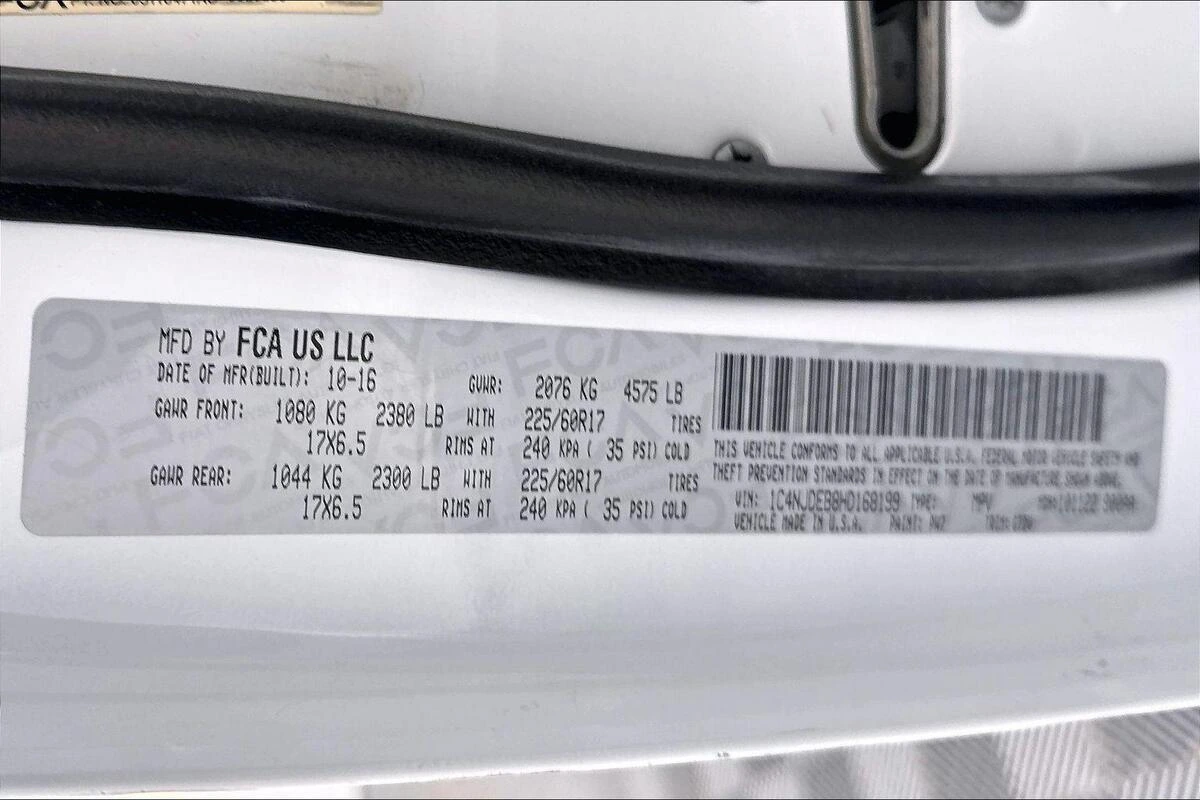 MFD BY FCA US LLC
DATE OF MFR(BUILT): 10-16 GVWR: 2076 KG 4575 LB
GAWR FRONT: 1080 KG 2380 LB WITH 225/60R17 TIRES
17X6.5 RIMS AT 240 KPA ( 35 PSI) COLD
GAWR REAR: 1044 KG 2300 LB WITH 225/60R17 TIRES
17X6.5 RIMS AT 240 KPA ( 35 PSI) COLD
THIS VEHICLE CONFORMS TO ALL APPLICABLE U.S.A. FEDERAL MOTOR VEHICLE SAFETY AND
THEFT PREVENTION STANDARDS IN EFFECT ON THE DATE OF MANUFACTURE SHOWN ABOVE.
VIN: 1C4NJDEB8HD168199 TYPE: MPV
VEHICLE MADE IN U.S.A. PAINT: PW7 TRIM: